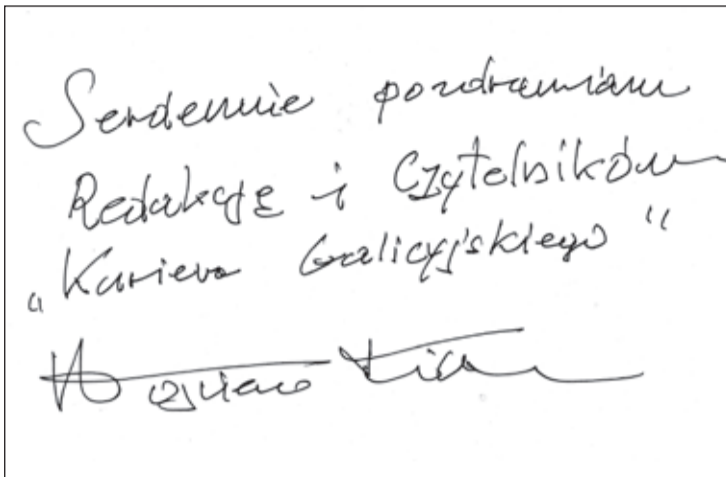 Serdecznie pozdrawiam
Redakcję i Czytelników
„Kuriera Galicyjskiego"